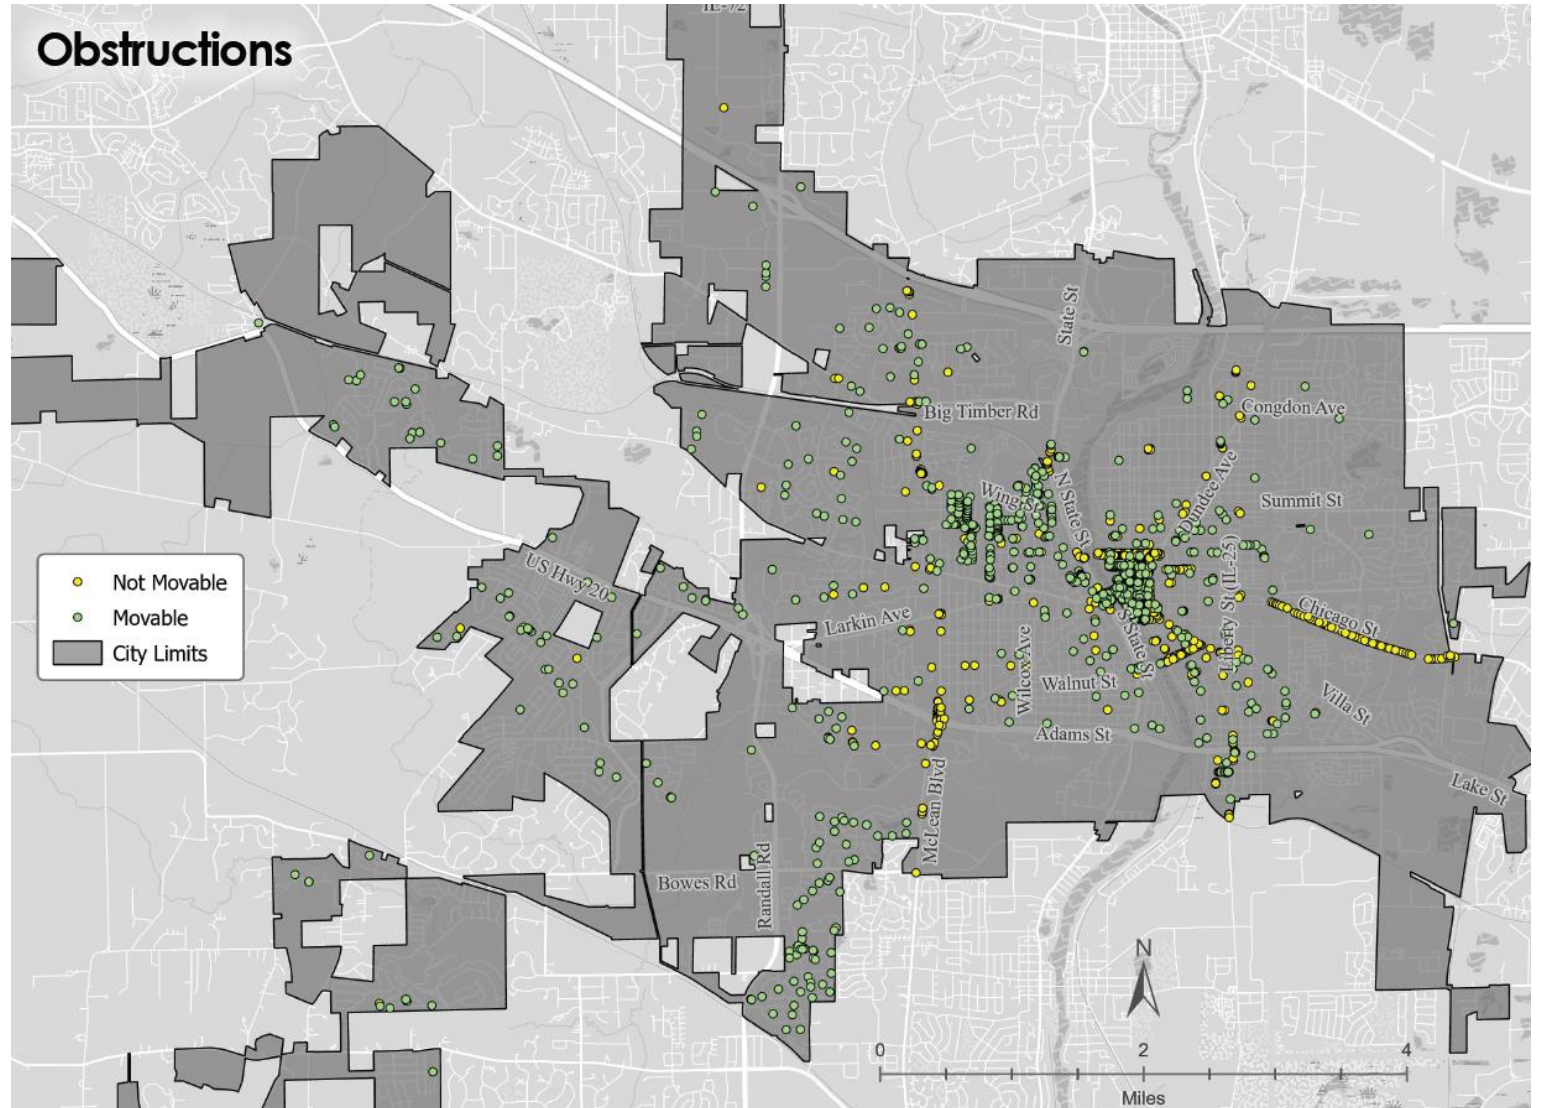 IL-72
Obstructions
State St
Big Timber Rd
Congdon Ave
Wing St
N State St
Dundee Ave
Summit St
Not Movable
Movable
City Limits
US Hwy 20
Liberty St (IL-25)
Chicago St
Larkin Ave
S State St
Wilcox Ave
Walnut St
Villa St
Adams St
McLean Blvd
Lake St
Bowes Rd
Randall Rd
N
0 2 4
Miles